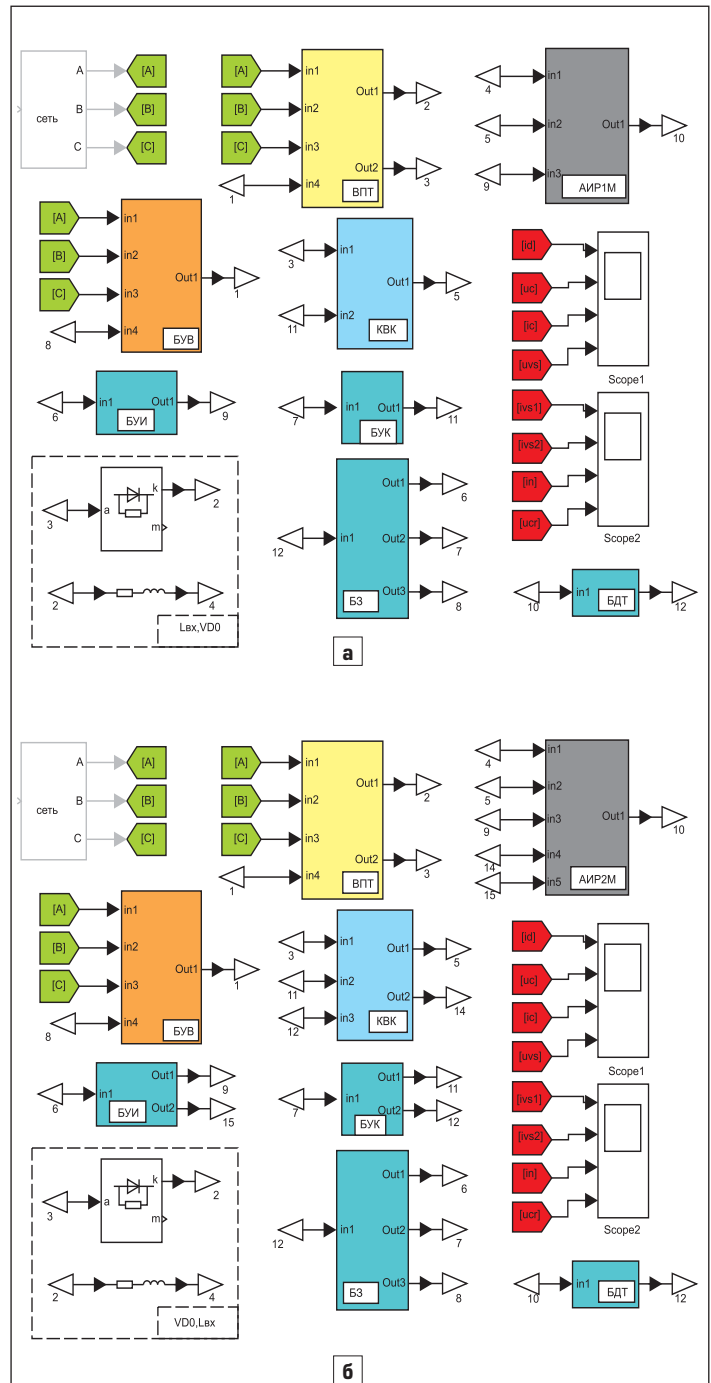 A
[A]
B
[B]
C
[C]
сеть
[A]
[B]
[C]
1
in1
in2
in3
in4
Out1
Out2
ВПТ
2
3
4
5
9
in1
in2
in3
Out1
АИР1М
10
[A]
[B]
[C]
8
in1
in2
in3
in4
Out1
БУВ
1
3
11
in1
in2
Out1
КВК
5
[id]
[uc]
[ic]
[uvs]
Scope1
6
in1
Out1
БУИ
9
7
in1
Out1
БУК
11
[ivs1]
[ivs2]
[in]
[ucr]
Scope2
3
a
k
m
2
2
4
Lвх,VD0
12
in1
Out1
Out2
Out3
БЗ
6
7
8
10
in1
БДТ
12
а
A
[A]
B
[B]
C
[C]
сеть
[A]
[B]
[C]
1
in1
in2
in3
in4
Out1
Out2
ВПТ
2
3
4
5
9
14
15
in1
in2
in3
in4
in5
Out1
АИР2М
10
[A]
[B]
[C]
8
in1
in2
in3
in4
Out1
БУВ
1
3
11
12
in1
in2
in3
Out1
Out2
КВК
5
14
[id]
[uc]
[ic]
[uvs]
Scope1
6
in1
Out1
Out2
БУИ
9
15
7
in1
Out1
Out2
БУК
11
12
[ivs1]
[ivs2]
[in]
[ucr]
Scope2
3
a
k
m
2
2
4
VD0,Lвх
12
in1
Out1
Out2
Out3
БЗ
6
7
8
10
in1
БДТ
12
б